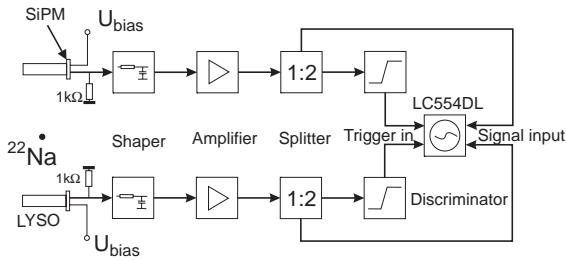 SiPM
U bias
1kΩ
1:2
LC554DL
Shaper
Amplifier
Splitter
Trigger in
Signal input
22Na
1kΩ
1:2
Discriminator
LYSO
U bias